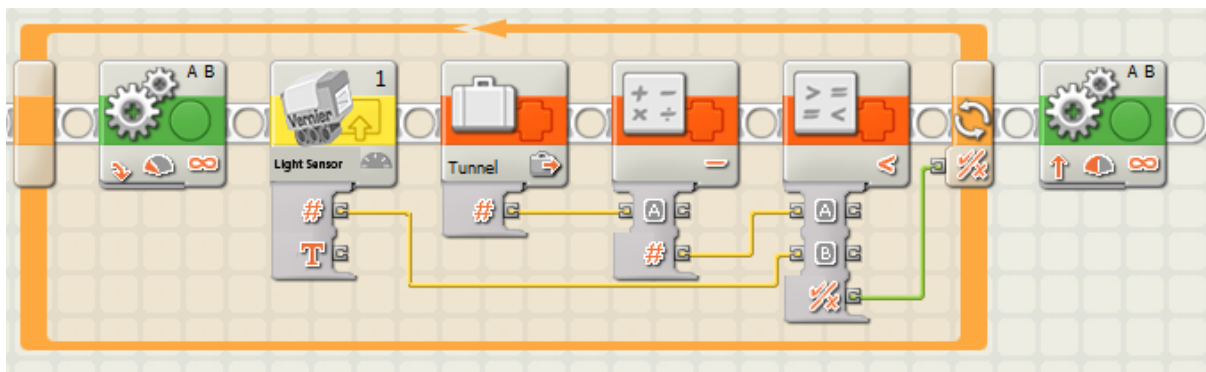 A B
1
Vernier
Light Sensor
#
T
Tunnel
#
+ −
× ÷
−
A
#
> =
= <
<
A
B
A B